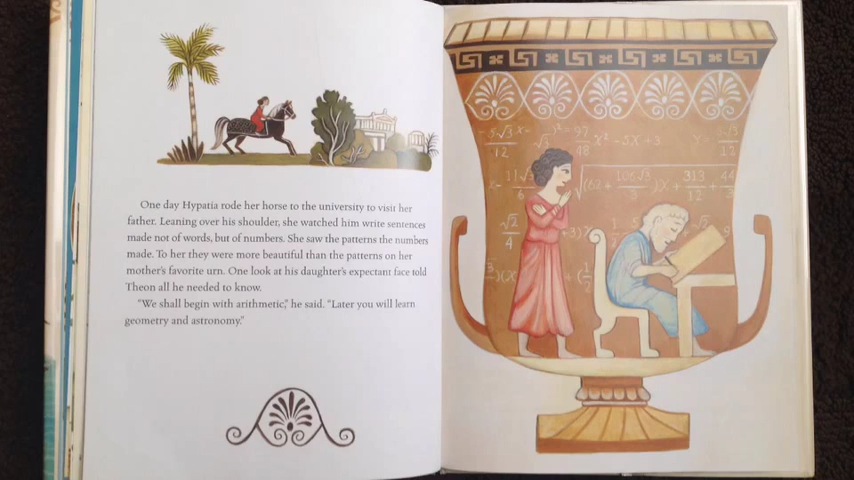 One day Hypatia rode her horse to the university to visit her
father. Leaning over his shoulder, she watched him write sentences
made not of words, but of numbers. She saw the patterns the numbers
made. To her they were more beautiful than the patterns on her
mother's favorite urn. One look at his daughter's expectant face told
Theon all he needed to know.
"We shall begin with arithmetic," he said. "Later you will learn
geometry and astronomy."
x² -5x+3